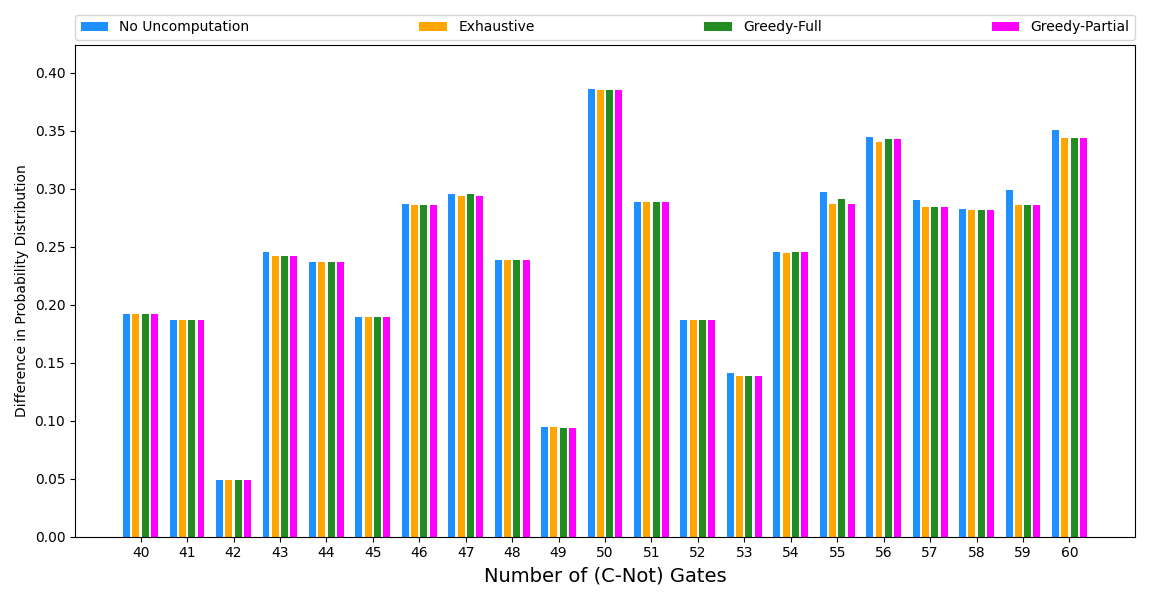 No Uncomputation Exhaustive Greedy-Full Greedy-Partial
Difference in Probability Distribution
0.40
0.35
0.30
0.25
0.20
0.15
0.10
0.05
0.00
40 41 42 43 44 45 46 47 48 49 50 51 52 53 54 55 56 57 58 59 60
Number of (C-Not) Gates